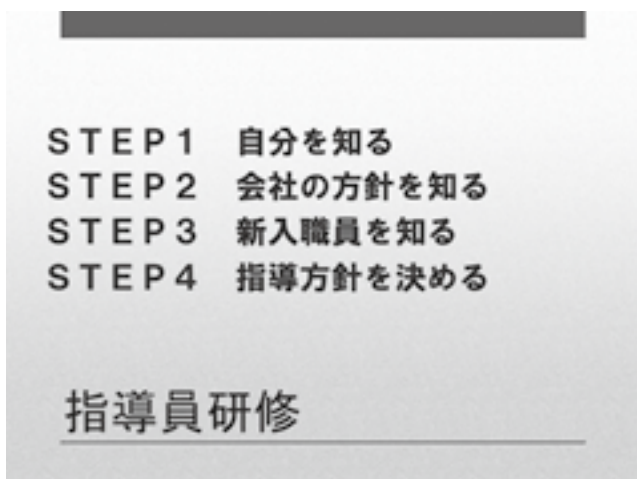 ＳＴＥＰ１　自分を知る
ＳＴＥＰ２　会社の方針を知る
ＳＴＥＰ３　新入職員を知る
ＳＴＥＰ４　指導方針を決める
指導員研修